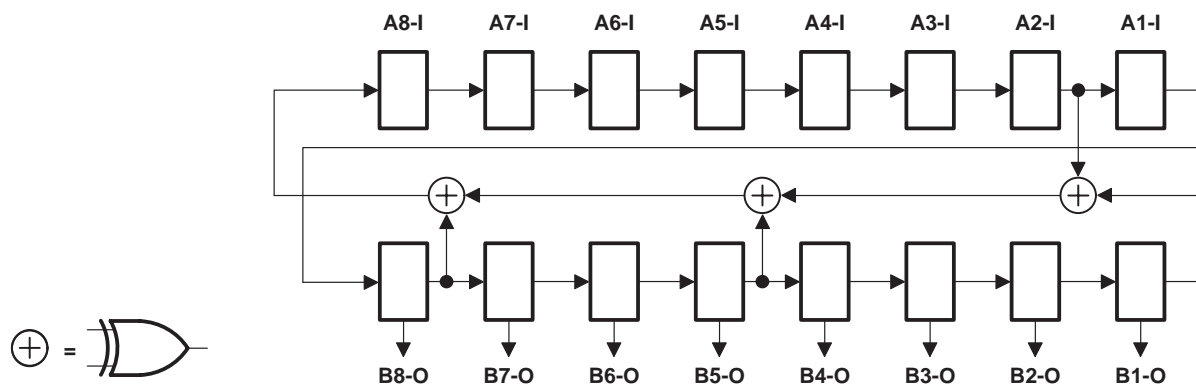 A8-I A7-I A6-I A5-I A4-I A3-I A2-I A1-I
=
B8-O B7-O B6-O B5-O B4-O B3-O B2-O B1-O